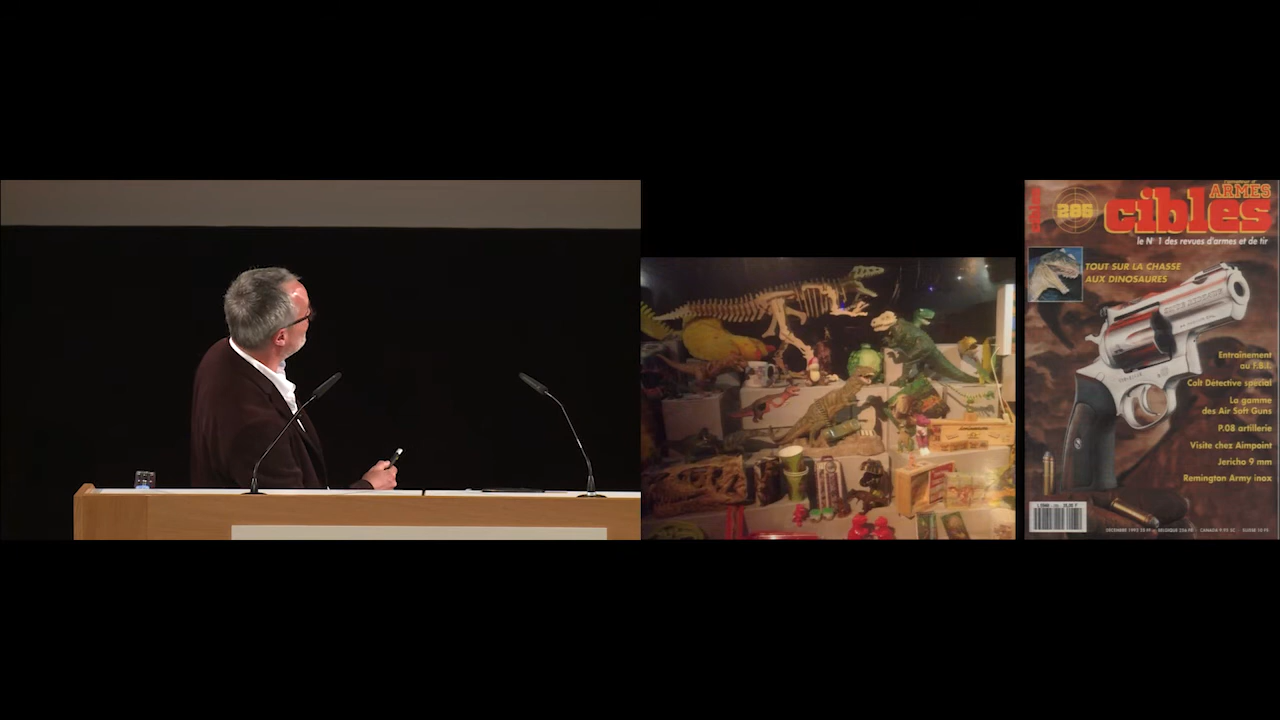 ARMES
285
cibles
le N° 1 des revues d'armes et de tir
TOUT SUR LA CHASSE
AUX DINOSAURES
Entraînement
au F.B.I.
Colt Détective spécial
La gamme
des Air Soft Guns
P.08 artillerie
Visite chez Aimpoint
Jericho 9 mm
Remington Army inox